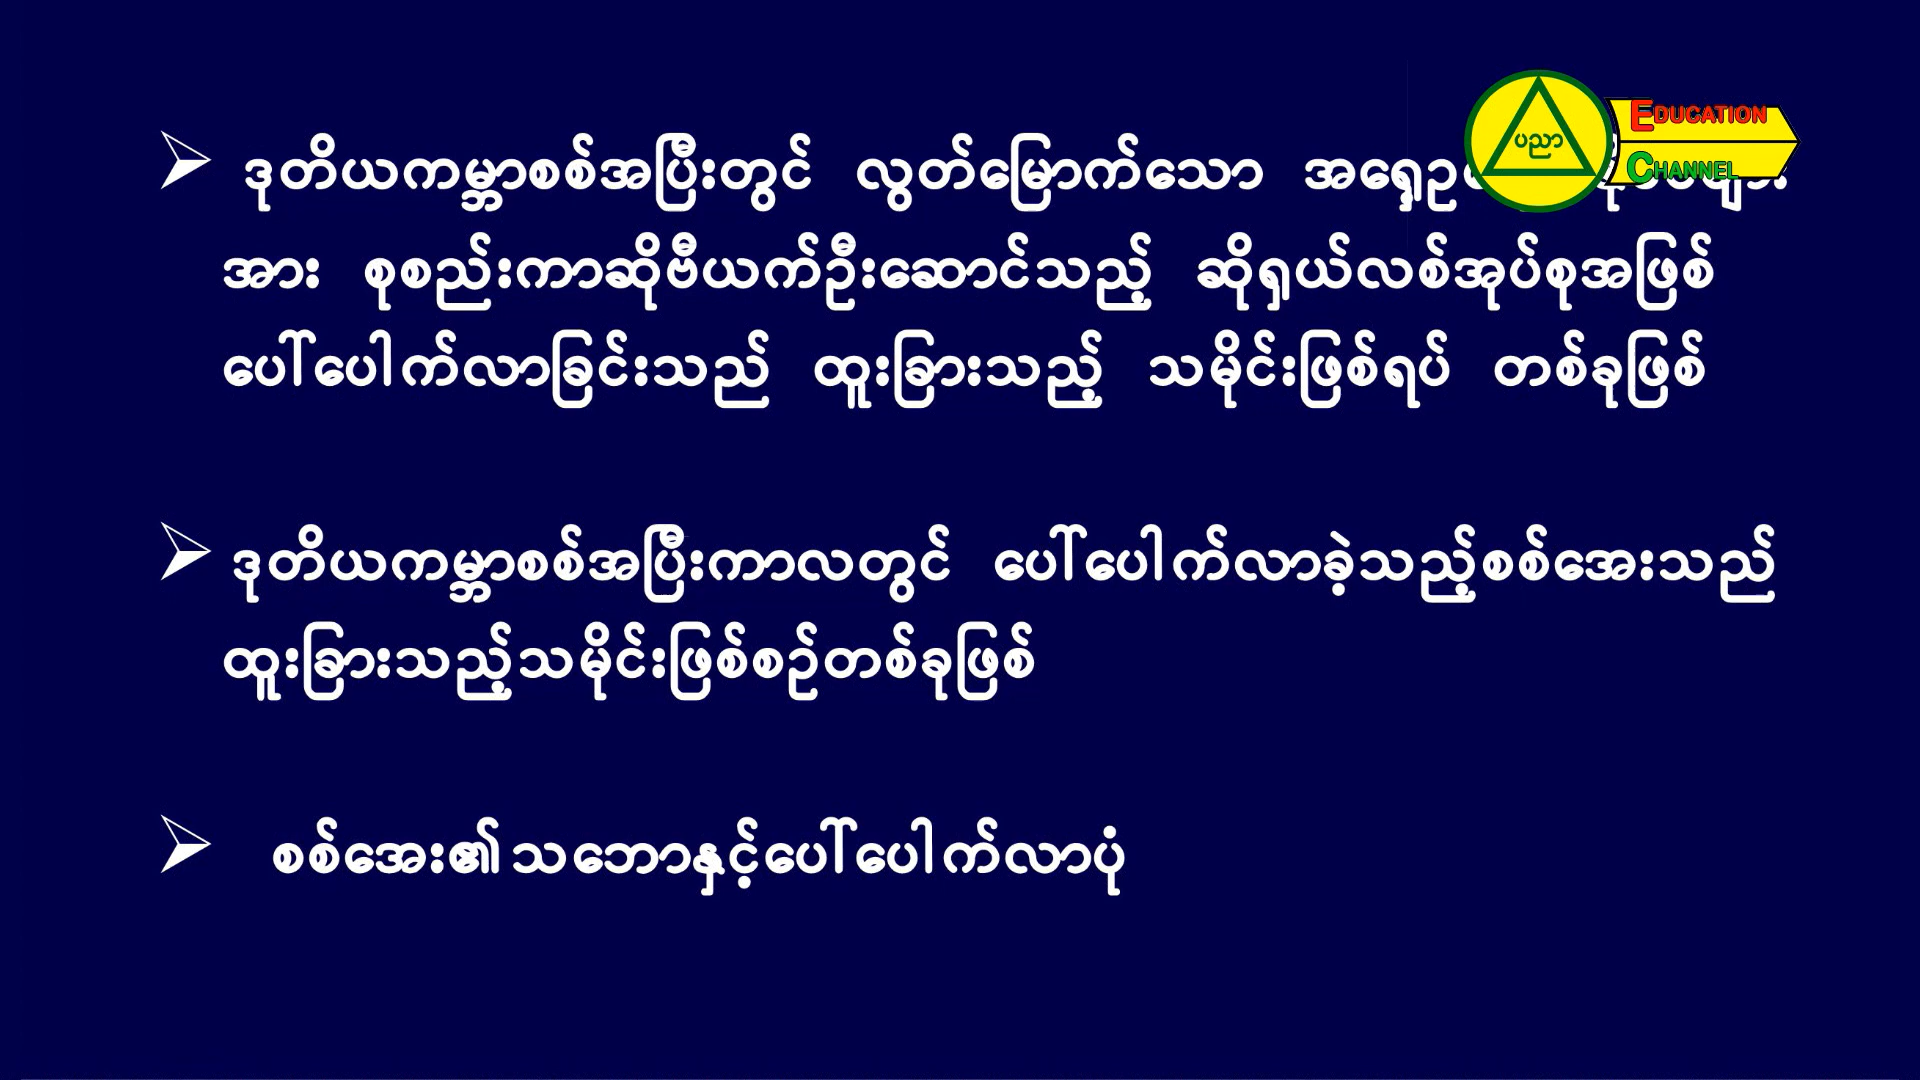 ဒုတိယကမ္ဘာစစ်အပြီးတွင် လွတ်မြောက်သော
အား စုစည်းကာဆိုဗီယက်ဦးဆောင်သည့် ဆိုရှယ်လစ်အုပ်စုအဖြစ်
ပေါ်ပေါက်လာခြင်းသည် ထူးခြားသည့် သမိုင်းဖြစ်ရပ် တစ်ခုဖြစ်
ဒုတိယကမ္ဘာစစ်အပြီးကာလတွင် ပေါ်ပေါက်လာခဲ့သည့်စစ်အေးသည်
ထူးခြားသည့်သမိုင်းဖြစ်စဉ်တစ်ခုဖြစ်
စစ်အေး၏ သဘောနှင့်ပေါ်ပေါက်လာပုံ
ပညာ
EDUCATION
CHANNEL